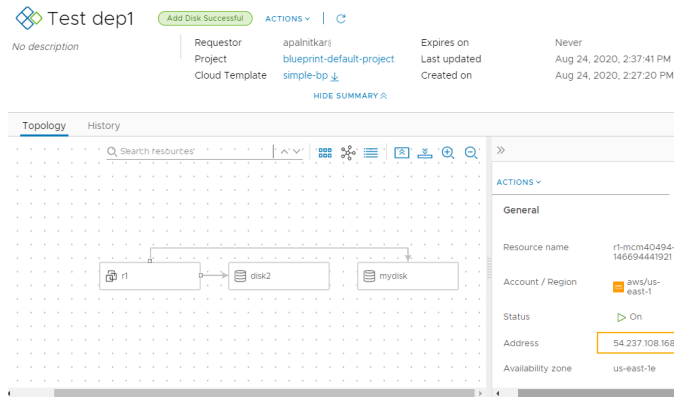 Test dep1 Add Disk Successful ACTIONS
No description
Requestor apalnitkar Expires on Never
Project blueprint-default-project Last updated Aug 24, 2020, 2:37:41 PM
Cloud Template simple-bp Created on Aug 24, 2020, 2:27:20 PM
HIDE SUMMARY
Topology History
Search resources
ACTIONS
General
Resource name r1-mcm40494-
146694441921
r1 disk2 mydisk
Account / Region aws/us-
east-1
Status On
Address 54.237.108.168
Availability zone us-east-1e